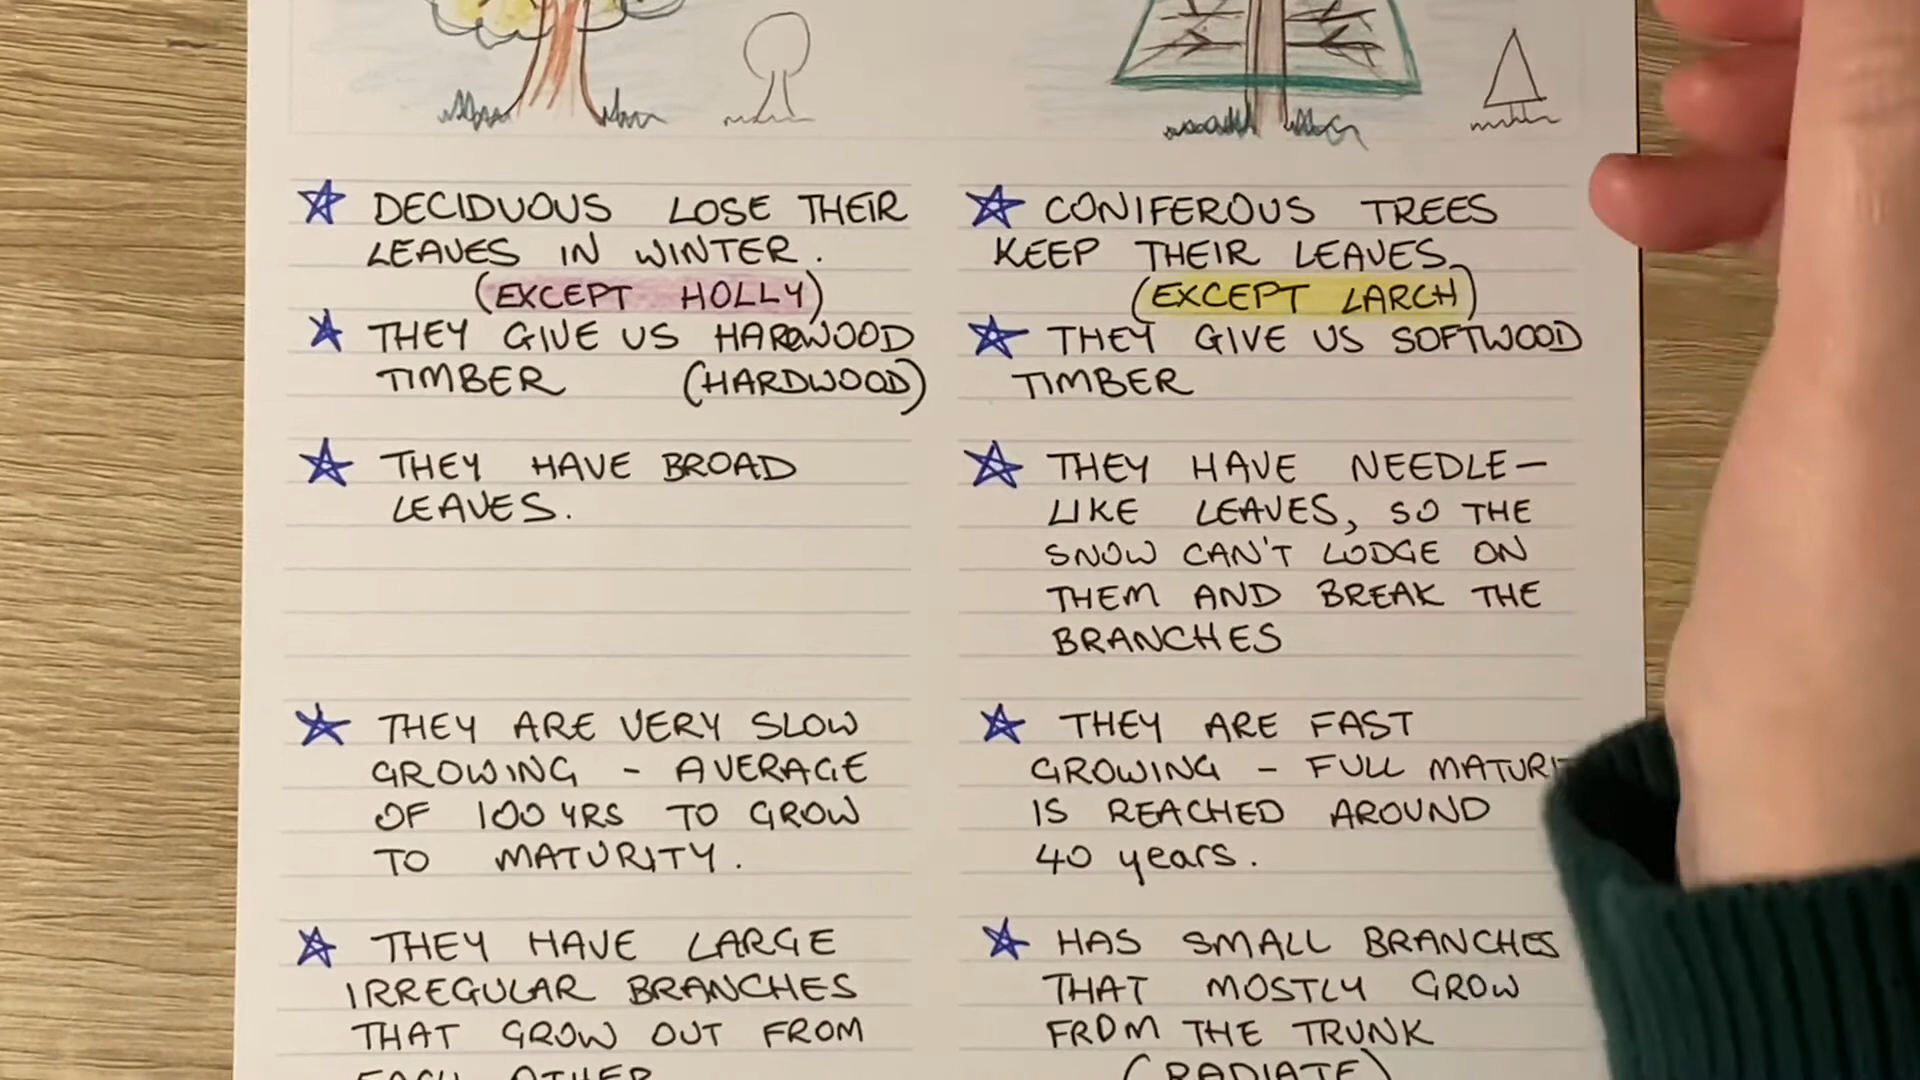 DECIDUOUS LOSE THEIR
LEAVES IN WINTER.
(EXCEPT HOLLY)
THEY GIVE US HARDWOOD
TIMBER (HARDWOOD)
THEY HAVE BROAD
LEAVES.
THEY ARE VERY SLOW
GROWING - AVERAGE
OF 100 YRS TO GROW
TO MATURITY.
THEY HAVE LARGE
IRREGULAR BRANCHES
THAT GROW OUT FROM
EACH OTHER
CONIFEROUS TREES
KEEP THEIR LEAVES
(EXCEPT LARCH)
THEY GIVE US SOFTWOOD
TIMBER
THEY HAVE NEEDLE-
LIKE LEAVES, SO THE
SNOW CAN'T LODGE ON
THEM AND BREAK THE
BRANCHES
THEY ARE FAST
GROWING - FULL MATURIT
IS REACHED AROUND
40 years.
HAS SMALL BRANCHES
THAT MOSTLY GROW
FROM THE TRUNK
(RADIATE)